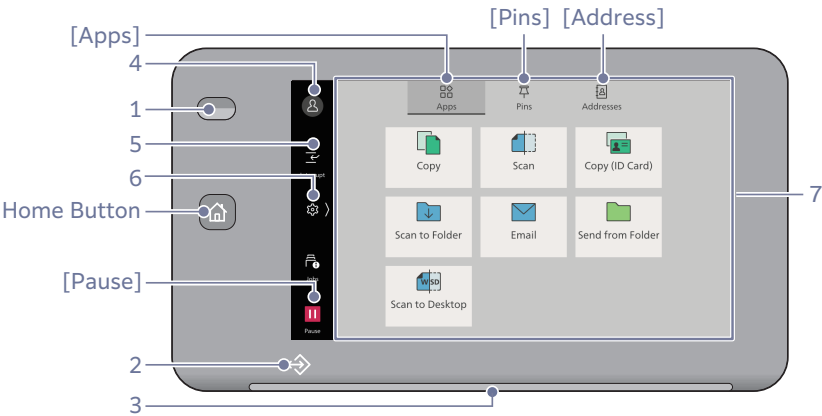 [Pins] [Address]
[Apps]
4
Apps
Pins
Addresses
1
5
Copy
Scan
Copy (ID Card)
6
7
Home Button
Scan to Folder
Email
Send from Folder
[Pause]
W SD
Scan to Desktop
Pause
2
3